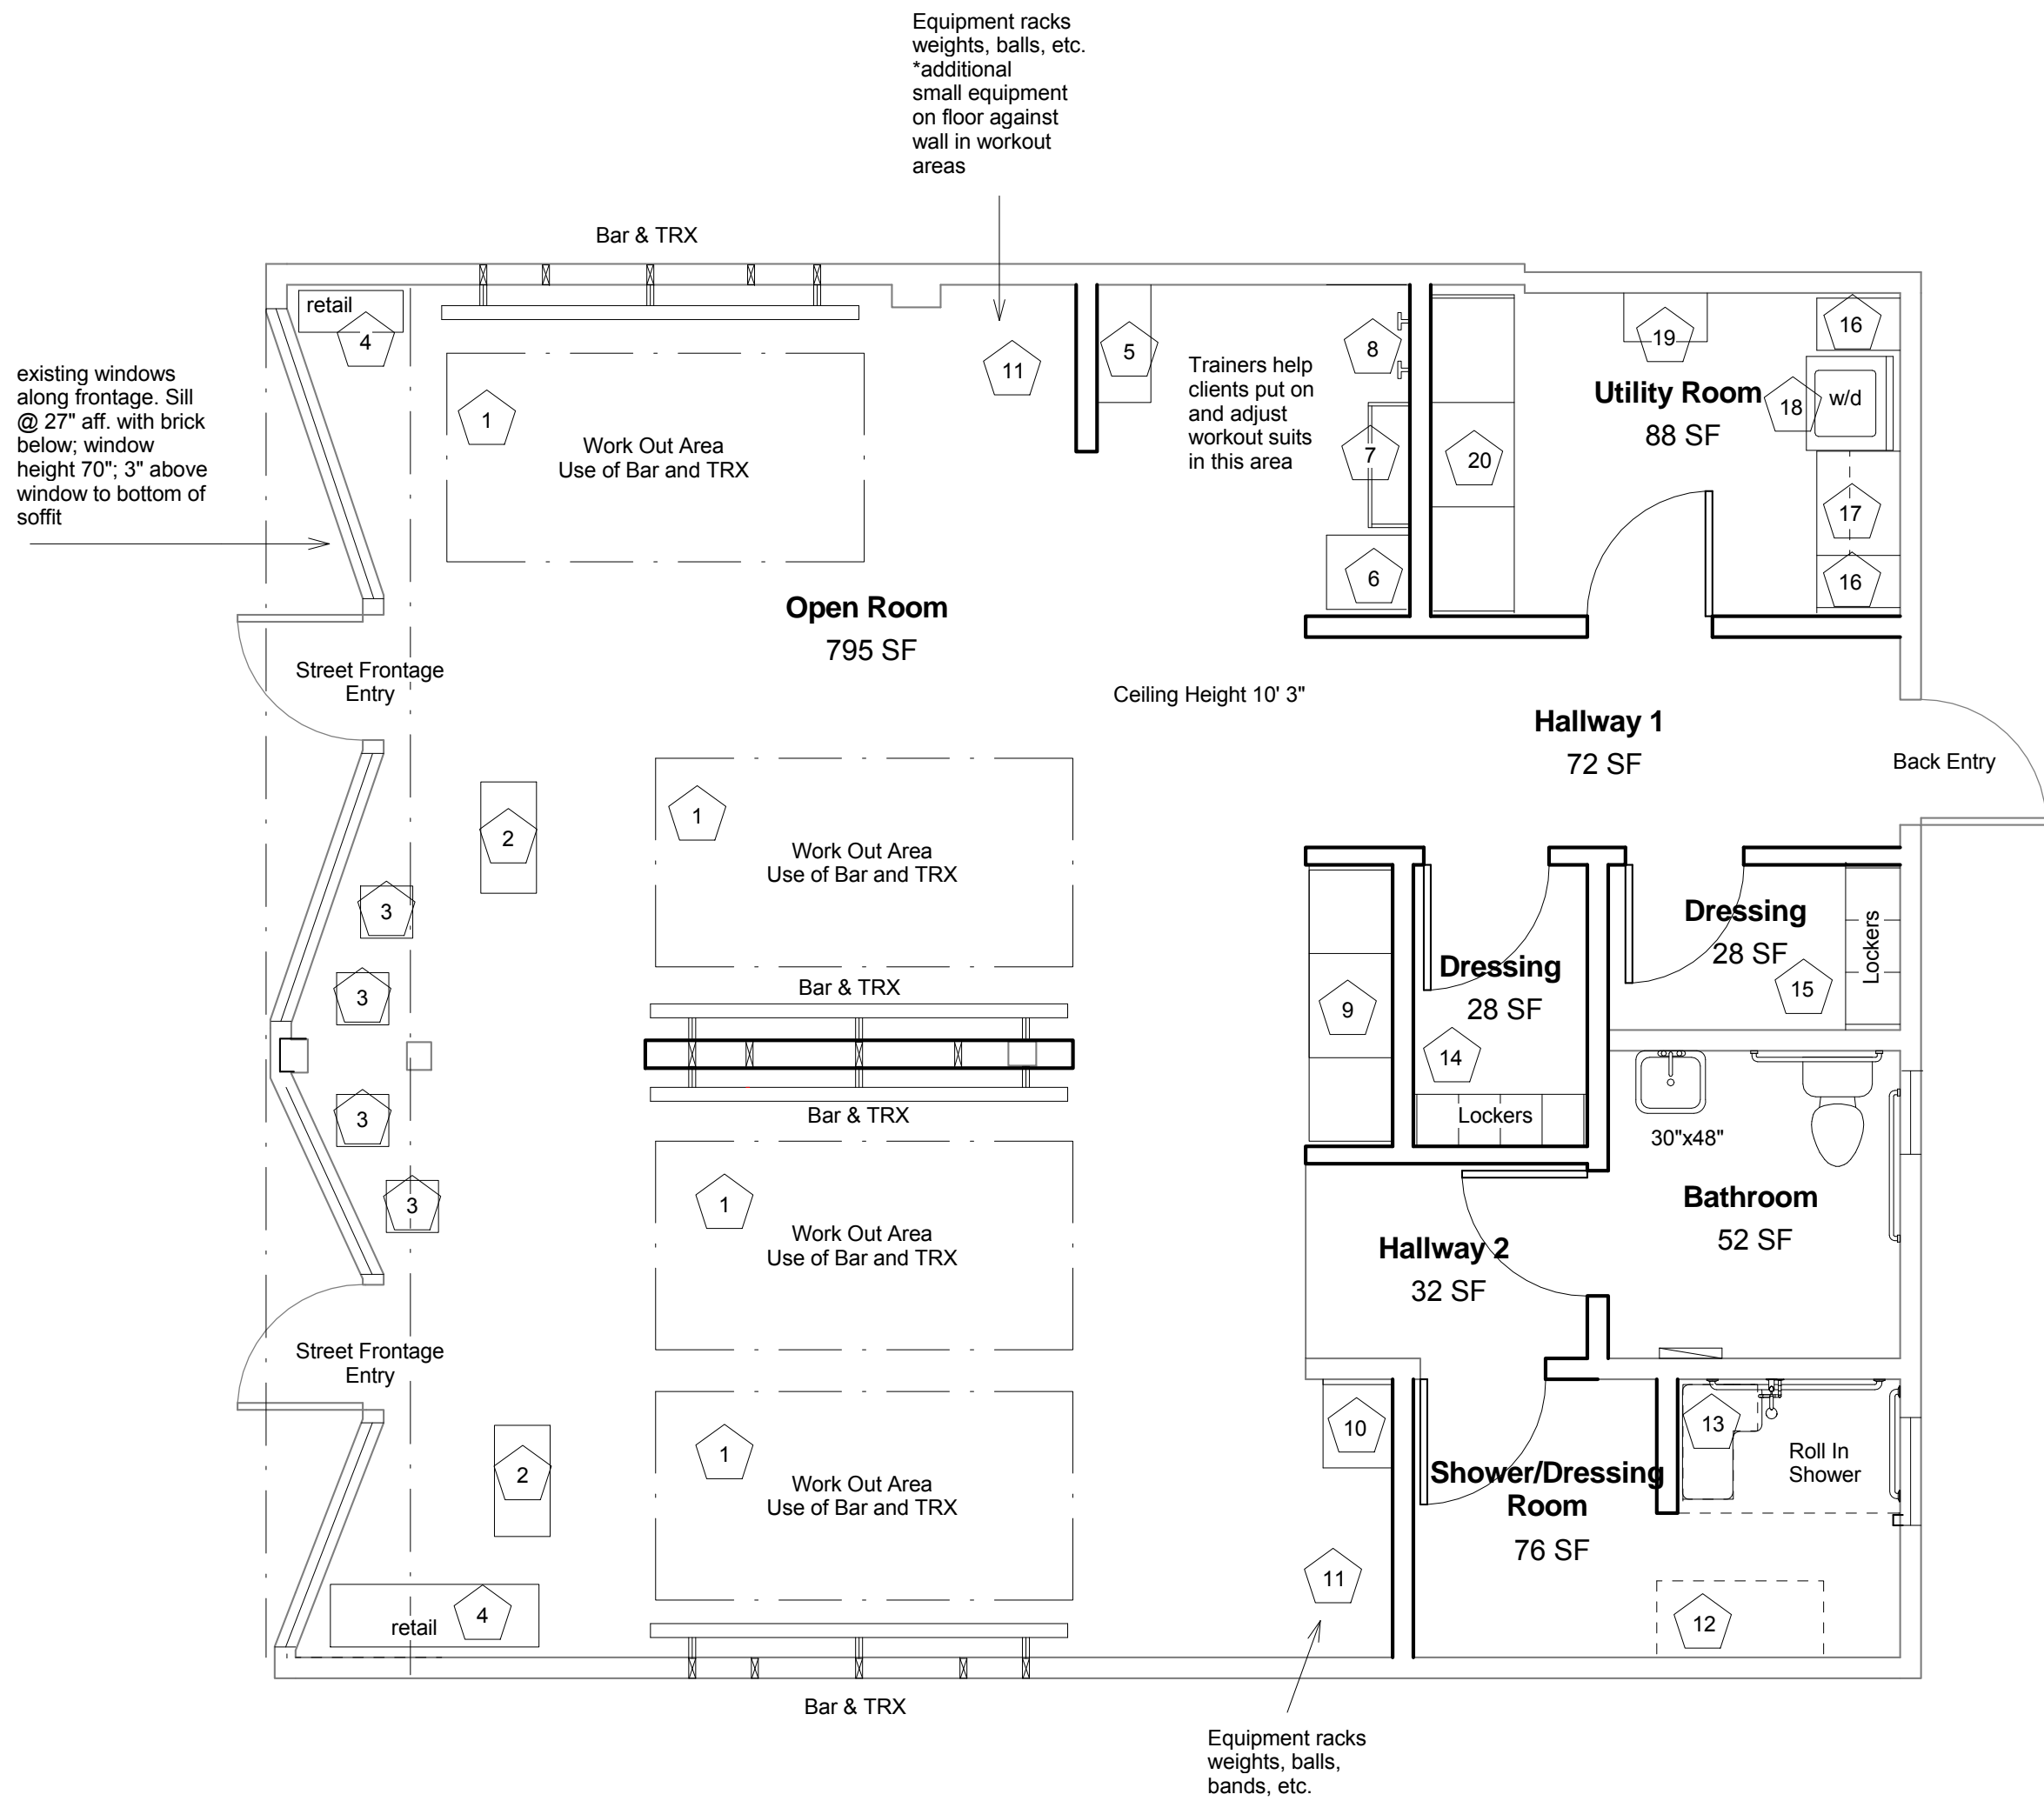 Equipment racks
weights, balls, etc.
*additional
small equipment
on floor against
wall in workout
areas
Bar & TRX
retail
4
existing windows
along frontage. Sill
@ 27" aff. with brick
below; window
height 70"; 3" above
window to bottom of
soffit
1
Work Out Area
Use of Bar and TRX
11
5
Trainers help
clients put on
and adjust
workout suits
in this area
8
7
6
20
19
16
Utility Room
88 SF
18
w/d
17
16
Open Room
795 SF
Street Frontage
Entry
Ceiling Height 10' 3"
Hallway 1
72 SF
Back Entry
2
1
Work Out Area
Use of Bar and TRX
3
3
3
3
Bar & TRX
Bar & TRX
9
Dressing
28 SF
14
Lockers
Dressing
28 SF
15
Lockers
30"x48"
Bathroom
52 SF
1
Work Out Area
Use of Bar and TRX
Hallway 2
32 SF
Street Frontage
Entry
2
1
Work Out Area
Use of Bar and TRX
10
13
Roll In
Shower
Shower/Dressing
Room
76 SF
11
12
retail
4
Bar & TRX
Equipment racks
weights, balls,
bands, etc.